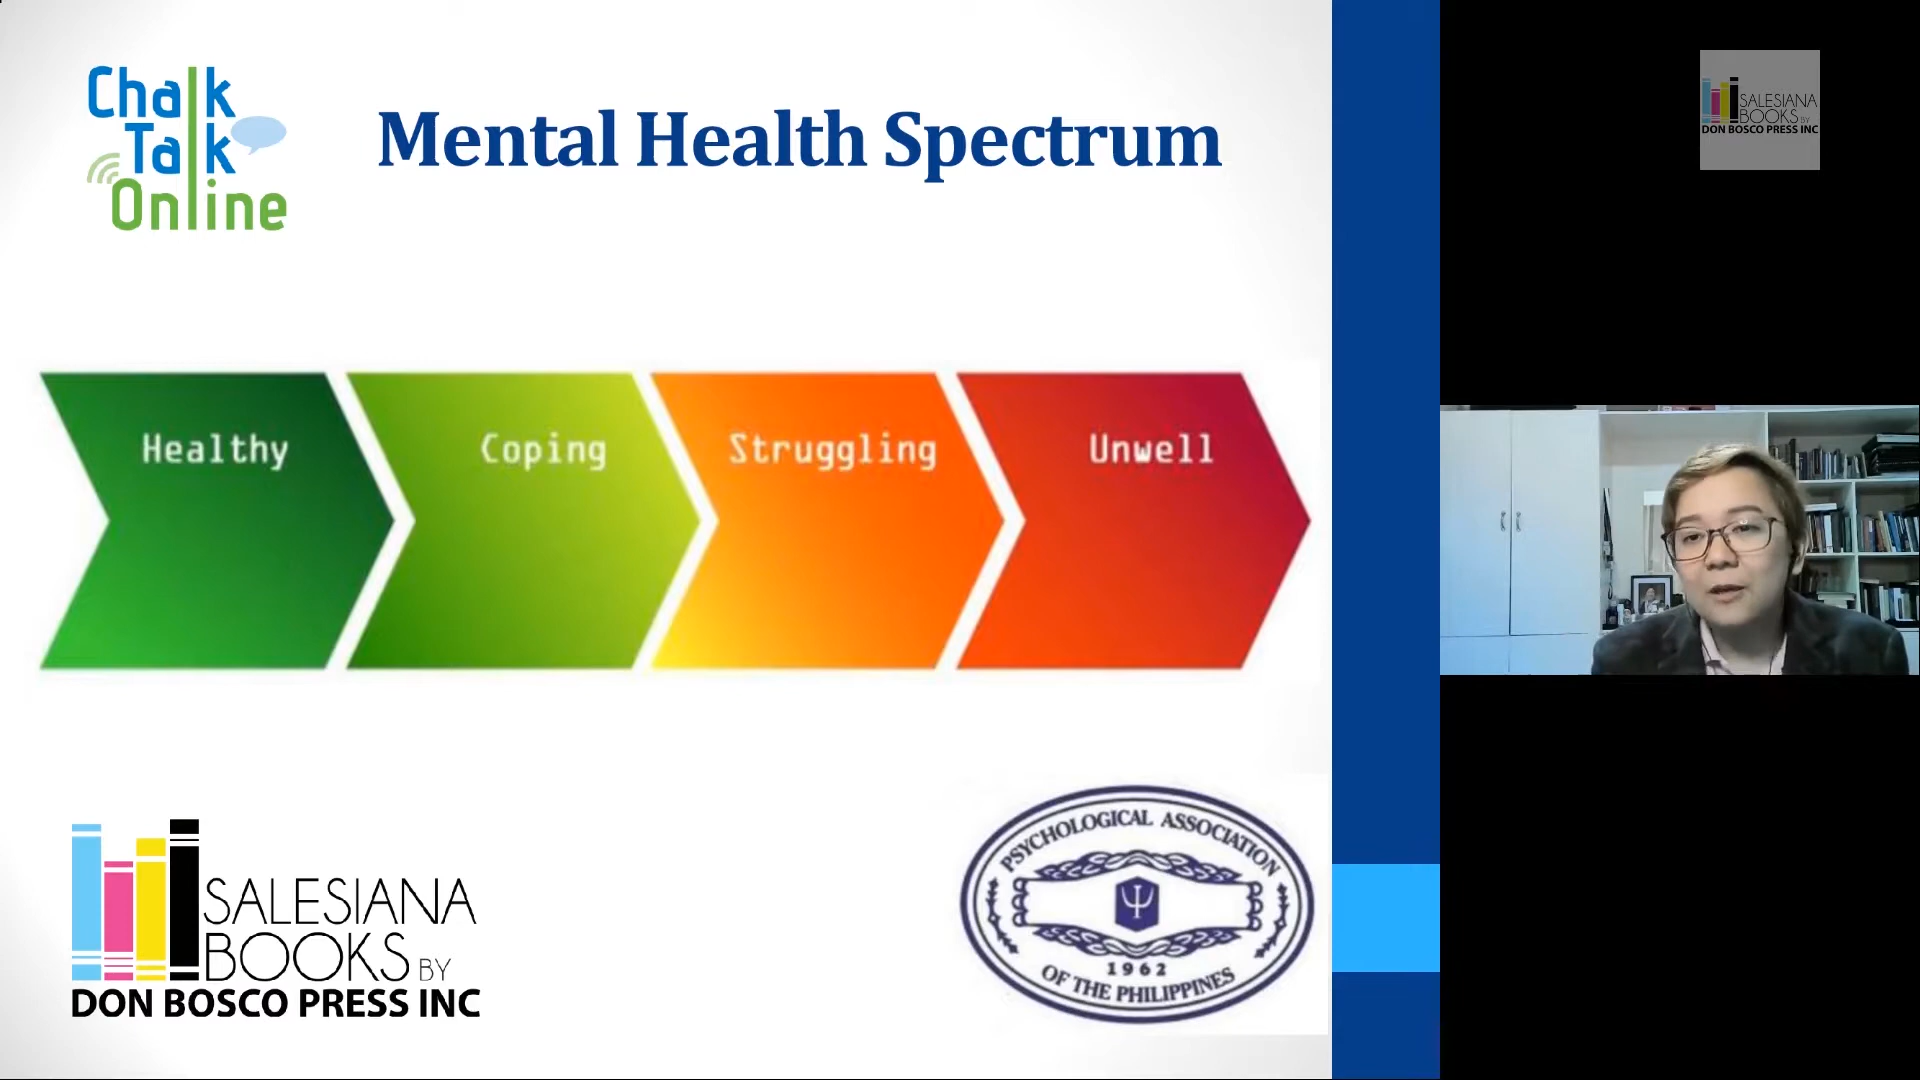 Chalk
Talk
Online
Mental Health Spectrum
Healthy
Coping
Struggling
Unwell
SALESIANA
BOOKS BY
DON BOSCO PRESS INC
PSYCHOLOGICAL ASSOCIATION
1962
OF THE PHILIPPINES
SALESIANA
BOOKS BY
DON BOSCO PRESS INC